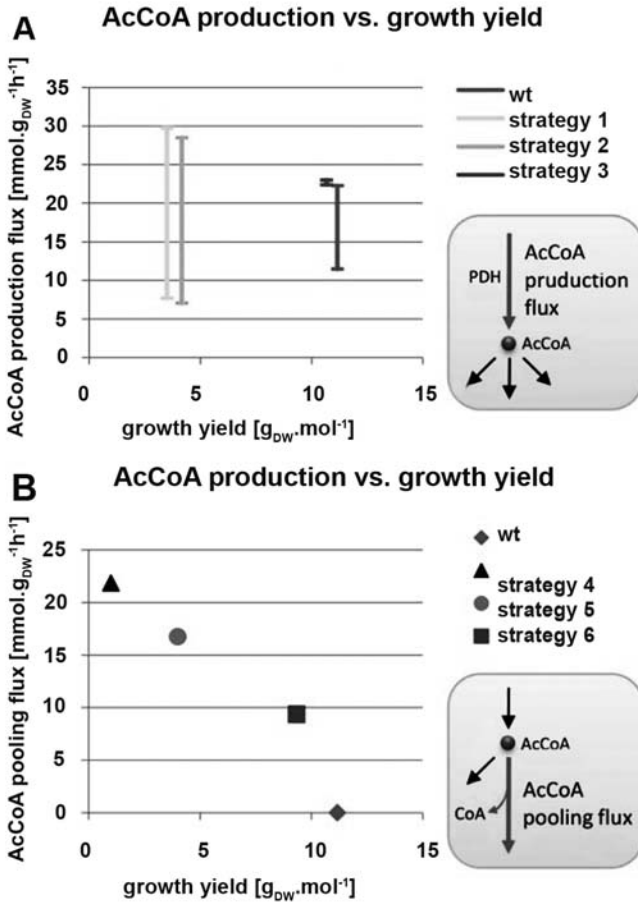 A
AcCoA production vs. growth yield
AcCoA production flux [mmol.gDW⁻¹h⁻¹]
35
30
25
20
15
10
5
0
0 5 10 15
growth yield [gDW.mol⁻¹]
wt
strategy 1
strategy 2
strategy 3
PDH
AcCoA
pruduction
flux
AcCoA
B
AcCoA production vs. growth yield
AcCoA pooling flux [mmol.gDW⁻¹h⁻¹]
25
20
15
10
5
0
0 5 10 15
growth yield [gDW.mol⁻¹]
wt
strategy 4
strategy 5
strategy 6
AcCoA
CoA
AcCoA
pooling flux